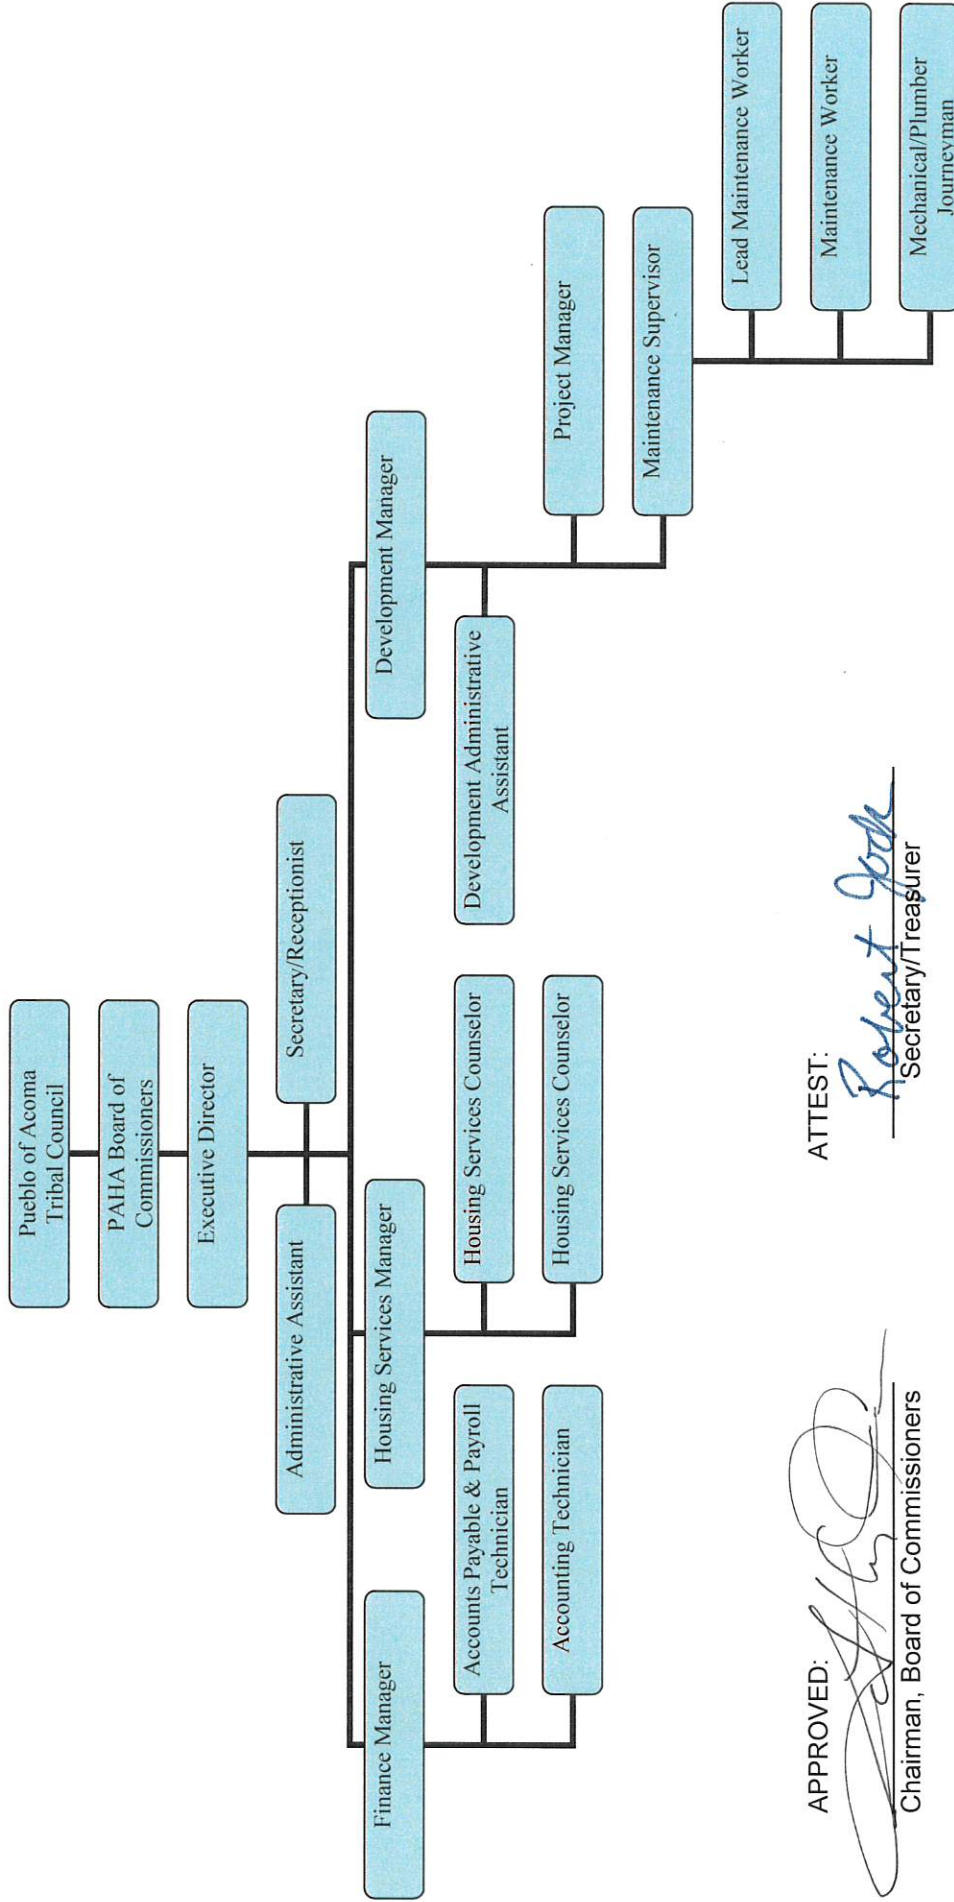 Pueblo of Acoma
Tribal Council
PAHA Board of
Commissioners
Executive Director
Administrative Assistant
Secretary/Receptionist
Finance Manager
Housing Services Manager
Development Manager
Accounts Payable & Payroll
Technician
Accounting Technician
Housing Services Counselor
Housing Services Counselor
Development Administrative
Assistant
Project Manager
Maintenance Supervisor
Lead Maintenance Worker
Maintenance Worker
Mechanical/Plumber
Journeyman
APPROVED:
Chairman, Board of Commissioners
ATTEST:
Robert
Secretary/Treasurer